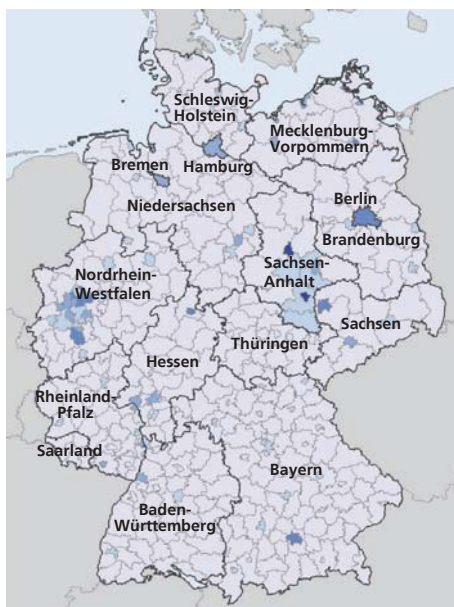 Schleswig-
Holstein
Mecklenburg-
Vorpommern
Bremen
Hamburg
Niedersachsen
Berlin
Brandenburg
Sachsen-
Anhalt
Nordrhein-
Westfalen
Sachsen
Thüringen
Hessen
Rheinland-
Pfalz
Saarland
Bayern
Baden-
Württemberg